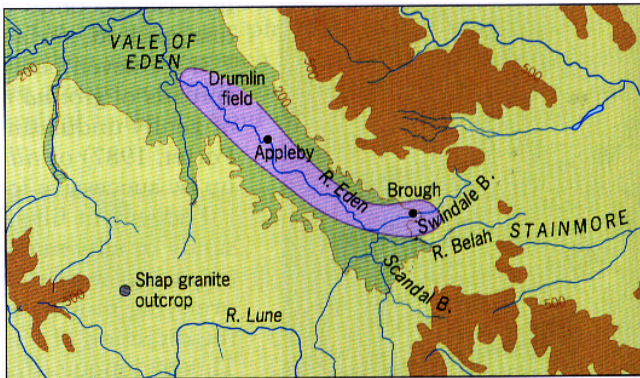 VALE OF
EDEN
200
Drumlin
field
200
500
Appleby
R. Eden
Brough
Swindale B.
STAINMORE
R. Belah
Scandal B.
Shap granite
outcrop
500
R. Lune
500